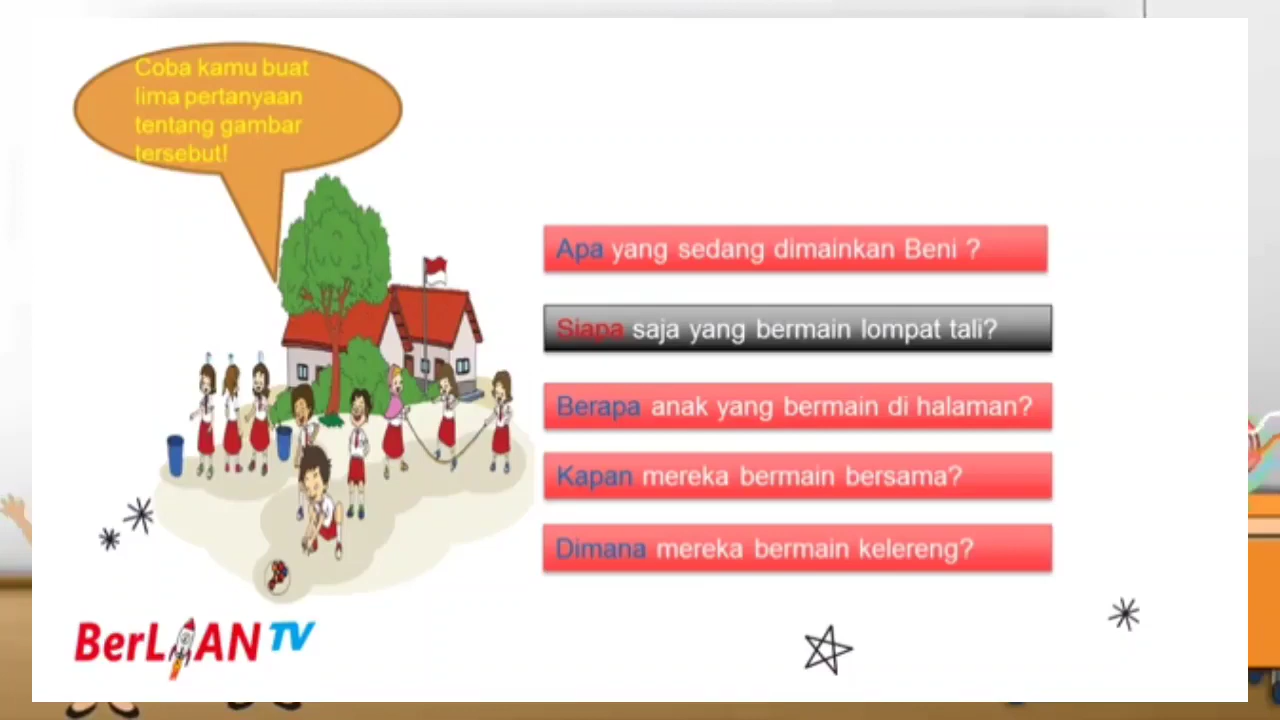 Coba kamu buat
lima pertanyaan
tentang gambar
tersebut!
Apa yang sedang dimainkan Beni ?
Siapa saja yang bermain lompat tali?
Berapa anak yang bermain di halaman?
Kapan mereka bermain bersama?
Dimana mereka bermain kelereng?
BerLIAN TV